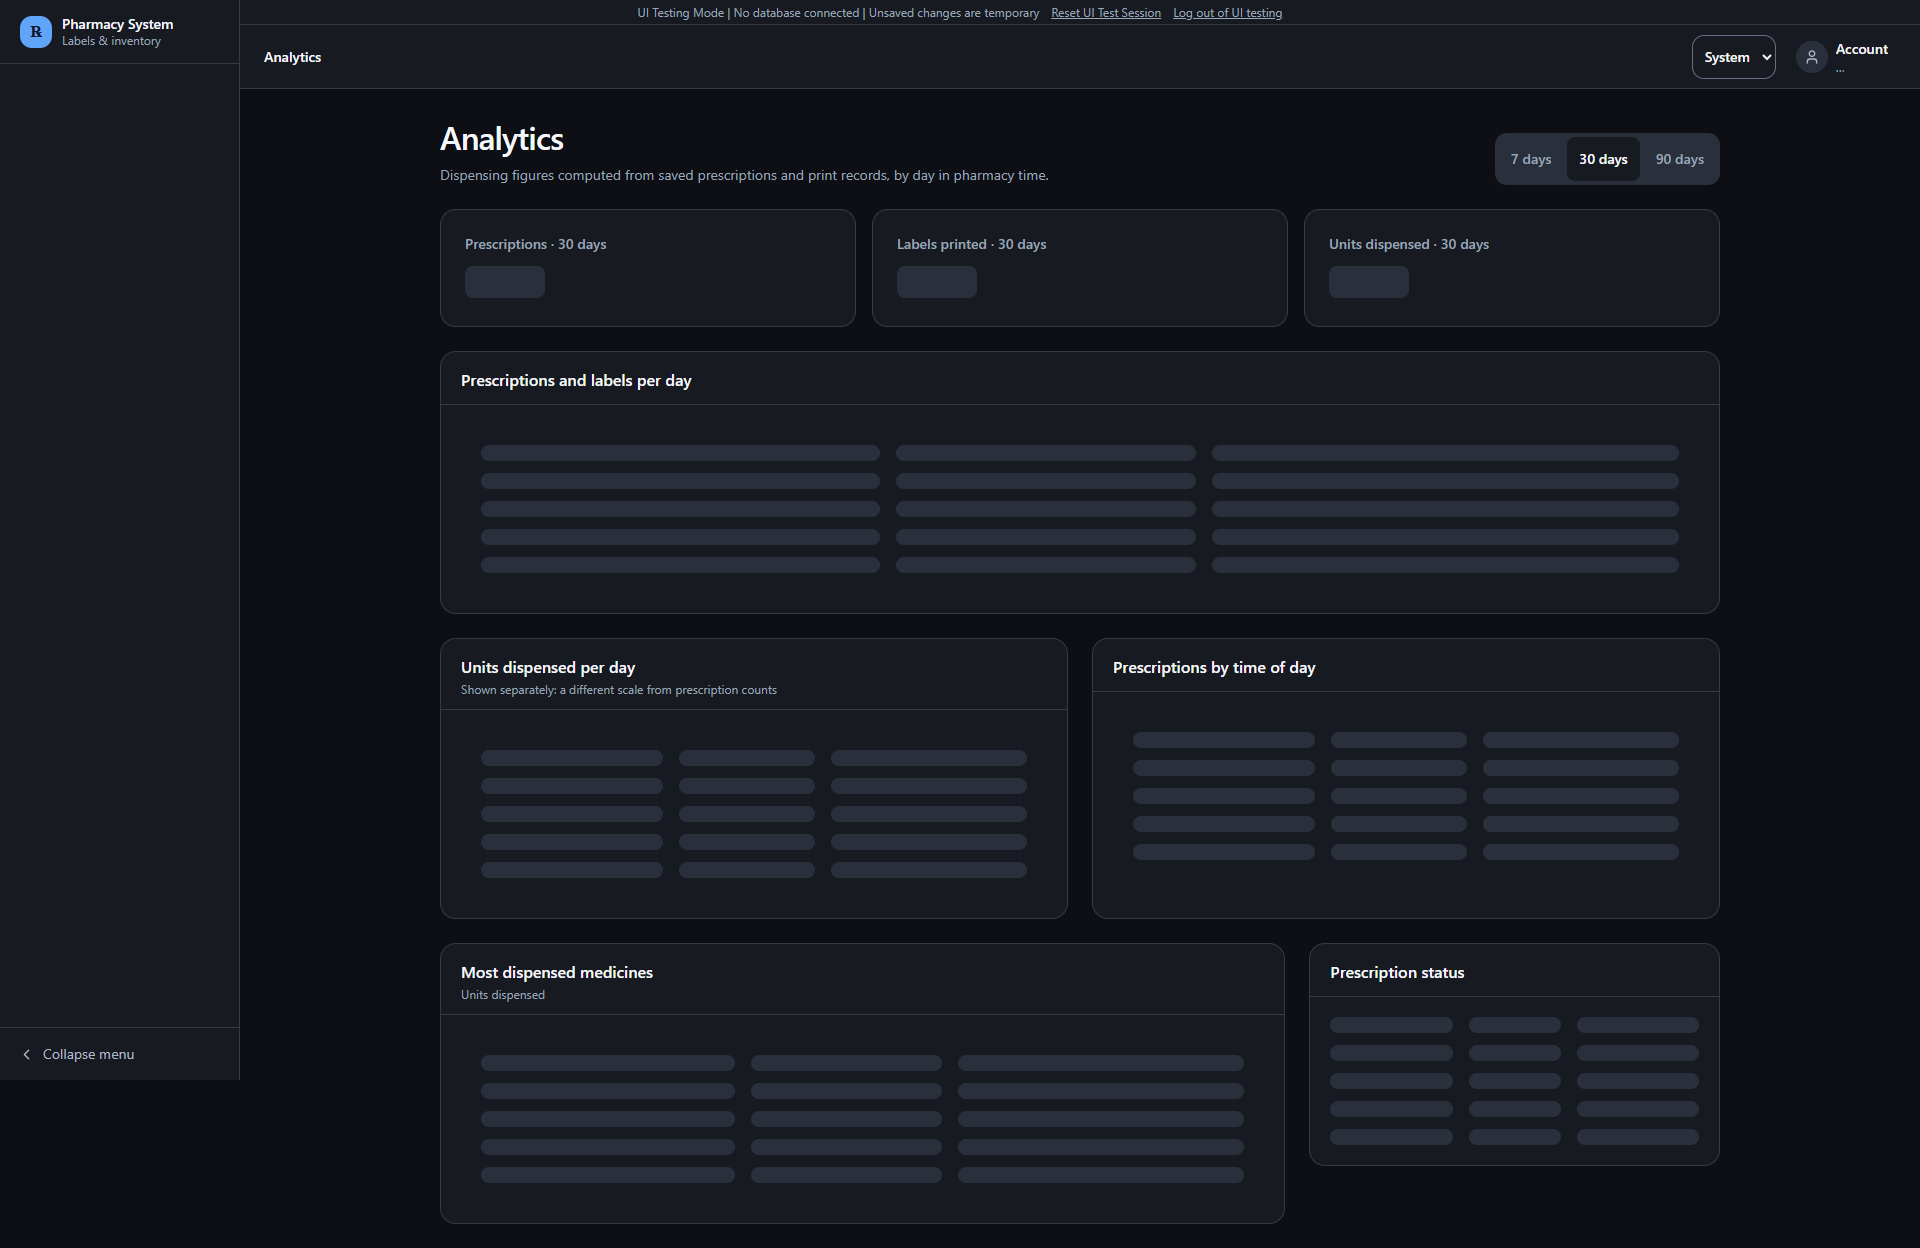 UI Testing Mode | No database connected | Unsaved changes are temporary Reset UI Test Session Log out of UI testing
℞
Pharmacy System
Labels & inventory
Analytics
System
Account
...
Analytics
Dispensing figures computed from saved prescriptions and print records, by day in pharmacy time.
7 days 30 days 90 days
Prescriptions · 30 days
Labels printed · 30 days
Units dispensed · 30 days
Prescriptions and labels per day
Units dispensed per day
Shown separately: a different scale from prescription counts
Prescriptions by time of day
Most dispensed medicines
Units dispensed
Prescription status
Collapse menu